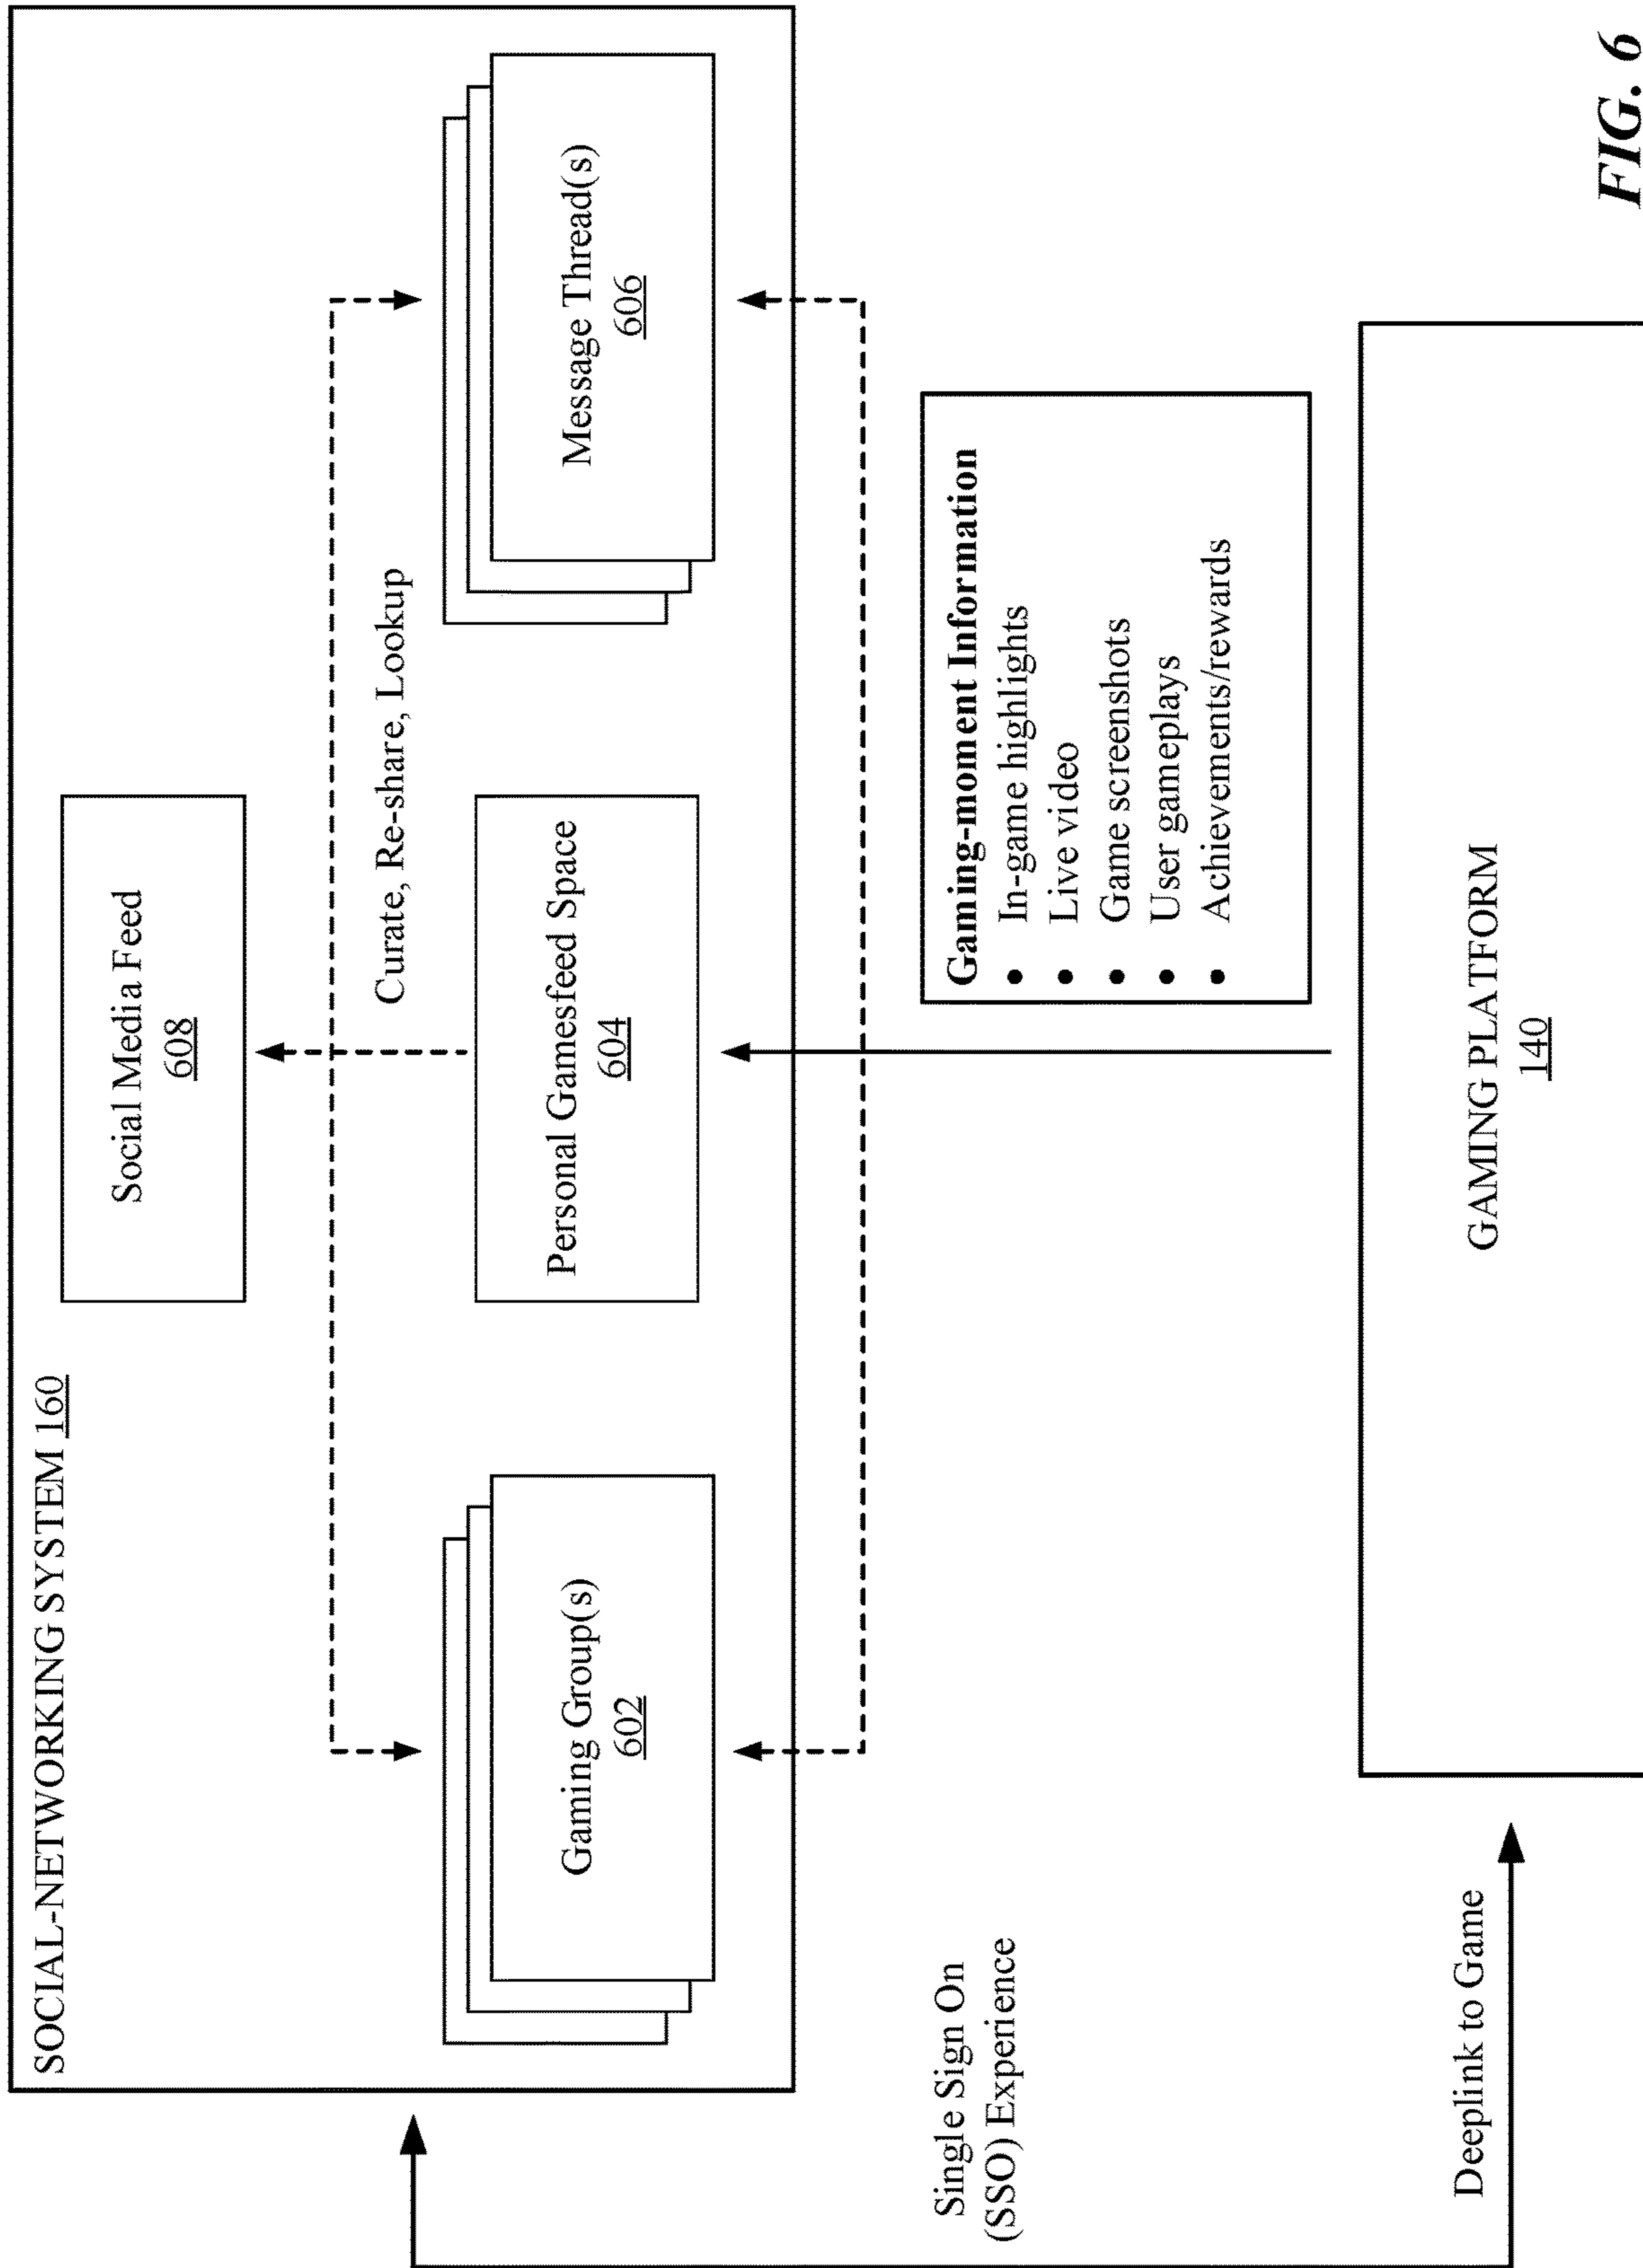 SOCIAL-NETWORKING SYSTEM 160
Social Media Feed
608
Curate, Re-share, Lookup
Gaming Group(s)
602
Personal Gamesfeed Space
604
Message Thread(s)
606
Single Sign On
(SSO) Experience
Gaming-moment Information
• In-game highlights
• Live video
• Game screenshots
• User gameplays
• Achievements/rewards
Deeplink to Game
GAMING PLATFORM
140
FIG. 6